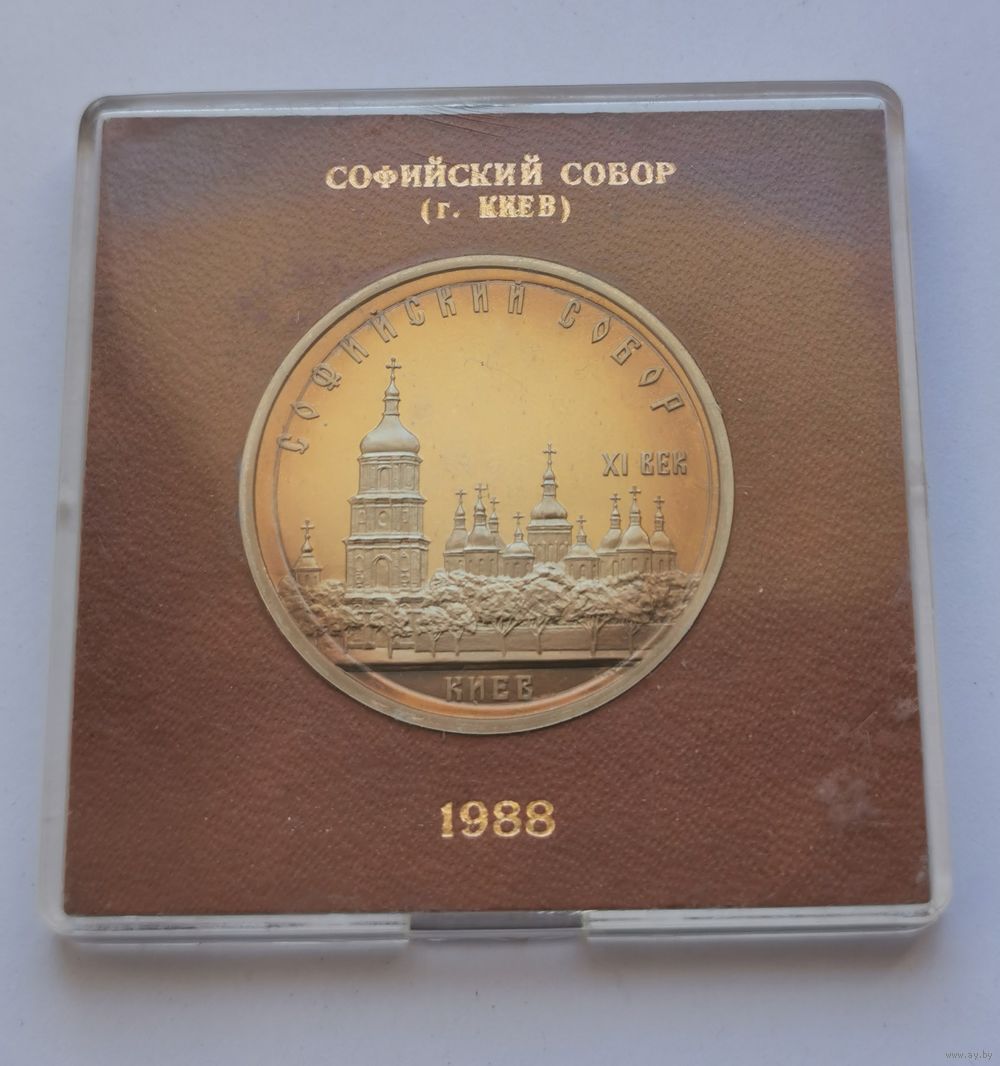 СОФИЙСКИЙ СОБОР
(г. КИЕВ)
СОФИЙСКИЙ СОБОР
XI ВЕК
КИЕВ
1988
www.ay.by